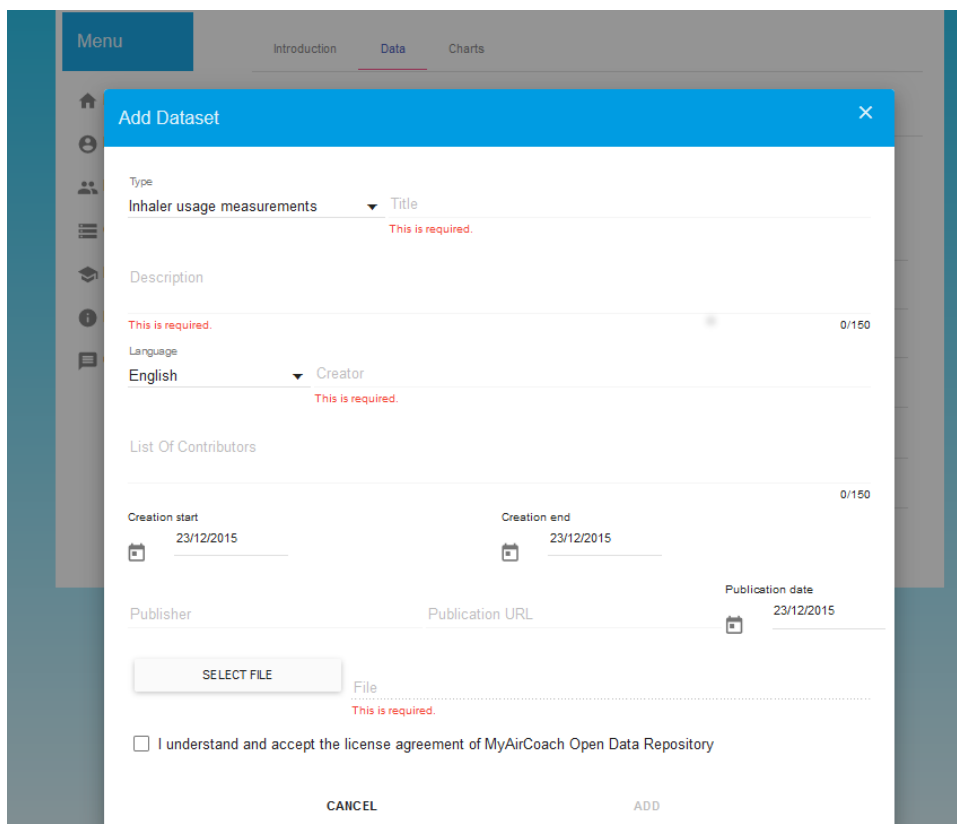 Menu
Introduction Data Charts
Add Dataset
Type
Inhaler usage measurements Title
This is required.
Description
This is required. 0/150
Language
English Creator
This is required.
List Of Contributors
0/150
Creation start Creation end
23/12/2015 23/12/2015
Publication date
Publisher Publication URL 23/12/2015
SELECT FILE File
This is required.
I understand and accept the license agreement of MyAirCoach Open Data Repository
CANCEL ADD